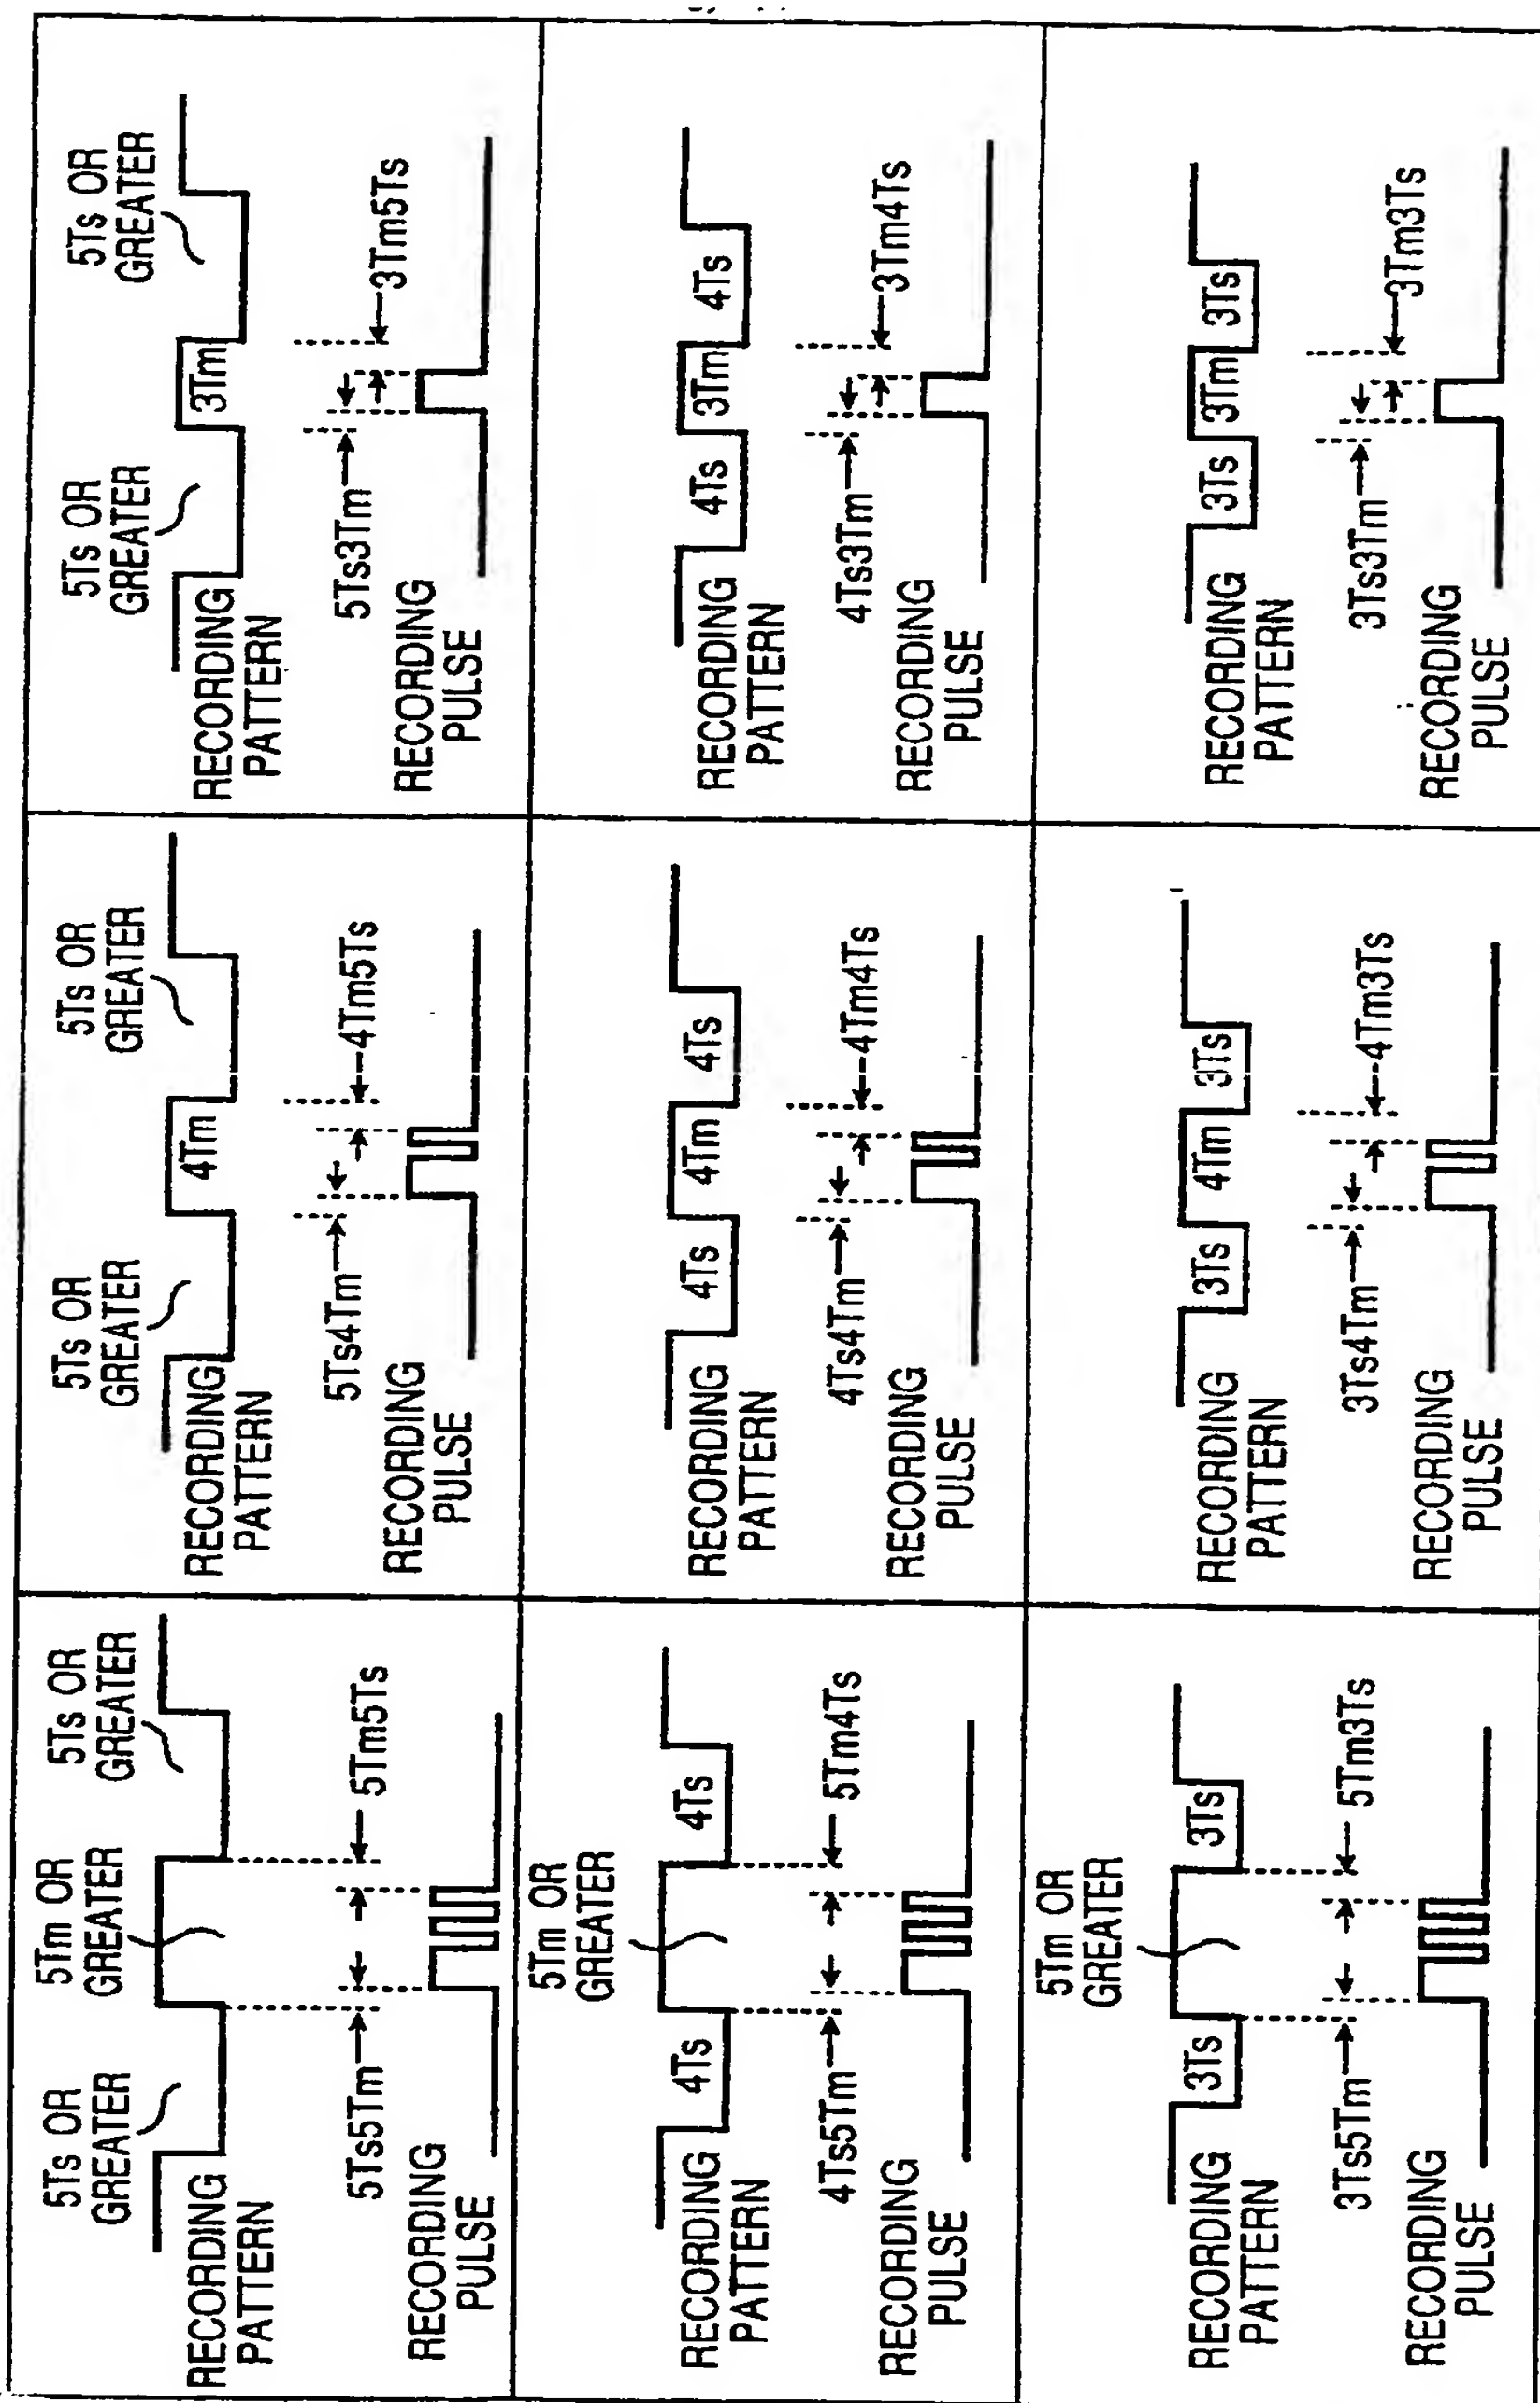 5Ts OR
GREATER
5Tm OR
GREATER
5Ts OR
GREATER
RECORDING
PATTERN
5Ts5Tm
5Tm5Ts
RECORDING
PULSE
5Ts OR
GREATER
5Ts OR
GREATER
4Tm
RECORDING
PATTERN
5Ts4Tm
4Tm5Ts
RECORDING
PULSE
5Ts OR
GREATER
5Ts OR
GREATER
3Tm
RECORDING
PATTERN
5Ts3Tm
3Tm5Ts
RECORDING
PULSE
5Tm OR
GREATER
4Ts
4Ts
RECORDING
PATTERN
4Ts5Tm
5Tm4Ts
RECORDING
PULSE
4Ts
4Tm
4Ts
RECORDING
PATTERN
4Ts4Tm
4Tm4Ts
RECORDING
PULSE
4Ts
3Tm
4Ts
RECORDING
PATTERN
4Ts3Tm
3Tm4Ts
RECORDING
PULSE
5Tm OR
GREATER
3Ts
3Ts
RECORDING
PATTERN
3Ts5Tm
5Tm3Ts
RECORDING
PULSE
3Ts
4Tm
3Ts
RECORDING
PATTERN
3Ts4Tm
4Tm3Ts
RECORDING
PULSE
3Ts
3Tm
3Ts
RECORDING
PATTERN
3Ts3Tm
3Tm3Ts
RECORDING
PULSE